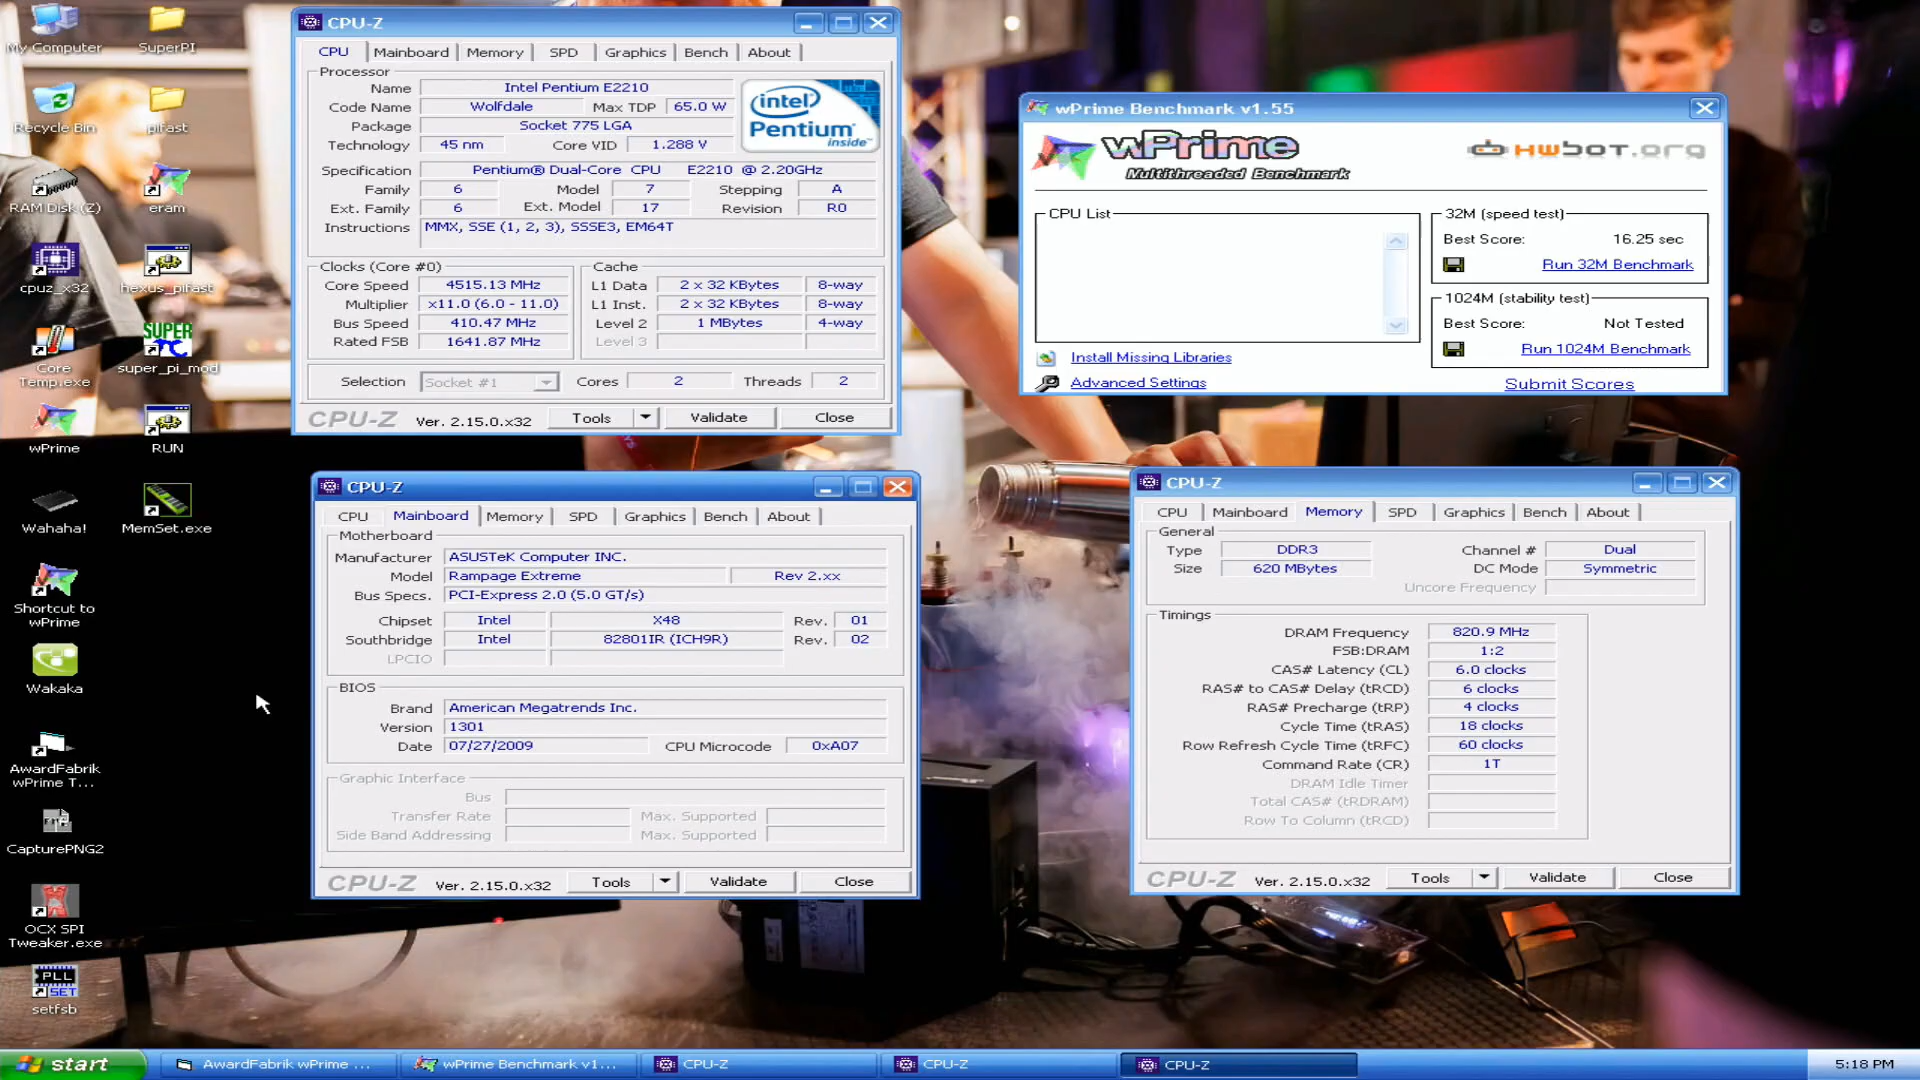 My Computer
SuperPI
Recycle Bin
pifast
RAM Disk (Z)
eram
cpuz_x32
hexus_pifast
Core
Temp.exe
super_pi_mod
wPrime
RUN
Wahaha!
MemSet.exe
Shortcut to
wPrime
Wakaka
AwardFabrik
wPrime T...
CapturePNG2
OCX SPI
Tweaker.exe
PLL
SET
setfsb
SUPER
CPU-Z
CPU Mainboard Memory SPD Graphics Bench About
Processor
Name Intel Pentium E2210
Code Name Wolfdale Max TDP 65.0 W
Package Socket 775 LGA
Technology 45 nm Core VID 1.288 V
intel
Pentium
inside™
Specification Pentium® Dual-Core CPU E2210 @ 2.20GHz
Family 6 Model 7 Stepping A
Ext. Family 6 Ext. Model 17 Revision R0
Instructions MMX, SSE (1, 2, 3), SSSE3, EM64T
Clocks (Core #0)
Core Speed 4515.13 MHz
Multiplier x11.0 (6.0 - 11.0)
Bus Speed 410.47 MHz
Rated FSB 1641.87 MHz
Cache
L1 Data 2 x 32 KBytes 8-way
L1 Inst. 2 x 32 KBytes 8-way
Level 2 1 MBytes 4-way
Level 3
Selection Socket #1 Cores 2 Threads 2
CPU-Z Ver. 2.15.0.x32 Tools Validate Close
wPrime Benchmark v1.55
wPrime
Multithreaded Benchmark
HWBOT.ORG
CPU List
32M (speed test)
Best Score: 16.25 sec
Run 32M Benchmark
1024M (stability test)
Best Score: Not Tested
Run 1024M Benchmark
Install Missing Libraries
Advanced Settings
Submit Scores
CPU-Z
CPU Mainboard Memory SPD Graphics Bench About
Motherboard
Manufacturer ASUSTeK Computer INC.
Model Rampage Extreme Rev 2.xx
Bus Specs. PCI-Express 2.0 (5.0 GT/s)
Chipset Intel X48 Rev. 01
Southbridge Intel 82801IR (ICH9R) Rev. 02
LPCIO
BIOS
Brand American Megatrends Inc.
Version 1301
Date 07/27/2009 CPU Microcode 0xA07
Graphic Interface
Bus
Transfer Rate Max. Supported
Side Band Addressing Max. Supported
CPU-Z Ver. 2.15.0.x32 Tools Validate Close
CPU-Z
CPU Mainboard Memory SPD Graphics Bench About
General
Type DDR3 Channel # Dual
Size 620 MBytes DC Mode Symmetric
Uncore Frequency
Timings
DRAM Frequency 820.9 MHz
FSB:DRAM 1:2
CAS# Latency (CL) 6.0 clocks
RAS# to CAS# Delay (tRCD) 6 clocks
RAS# Precharge (tRP) 4 clocks
Cycle Time (tRAS) 18 clocks
Row Refresh Cycle Time (tRFC) 60 clocks
Command Rate (CR) 1T
DRAM Idle Timer
Total CAS# (tRDRAM)
Row To Column (tRCD)
CPU-Z Ver. 2.15.0.x32 Tools Validate Close
start AwardFabrik wPrime ... wPrime Benchmark v1... CPU-Z CPU-Z CPU-Z 5:18 PM